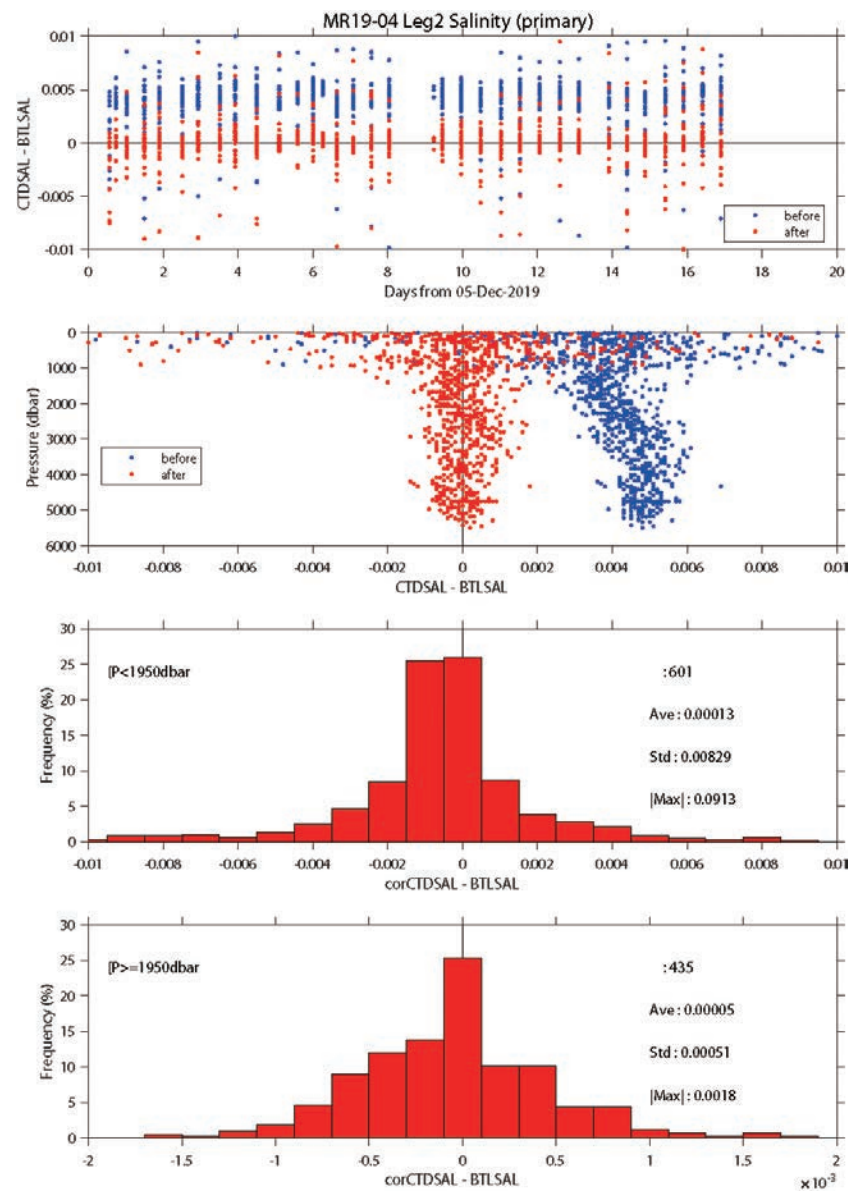 MR19-04 Leg2 Salinity (primary)
0.01
0.005
0
-0.005
-0.01
CTDSAL - BTLSAL
before
after
0 2 4 6 8 10 12 14 16 18 20
Days from 05-Dec-2019
0
1000
2000
3000
4000
5000
6000
Pressure (dbar)
before
after
-0.01 -0.008 -0.006 -0.004 -0.002 0 0.002 0.004 0.006 0.008 0.01
CTDSAL - BTLSAL
30
25
20
15
10
5
0
Frequency (%)
[P<1950dbar
:601
Ave : 0.00013
Std : 0.00829
|Max| : 0.0913
-0.01 -0.008 -0.006 -0.004 -0.002 0 0.002 0.004 0.006 0.008 0.01
corCTDSAL - BTLSAL
30
25
20
15
10
5
0
Frequency (%)
[P>=1950dbar
:435
Ave : 0.00005
Std : 0.00051
|Max| : 0.0018
-2 -1.5 -1 -0.5 0 0.5 1 1.5 2
corCTDSAL - BTLSAL
×10⁻³